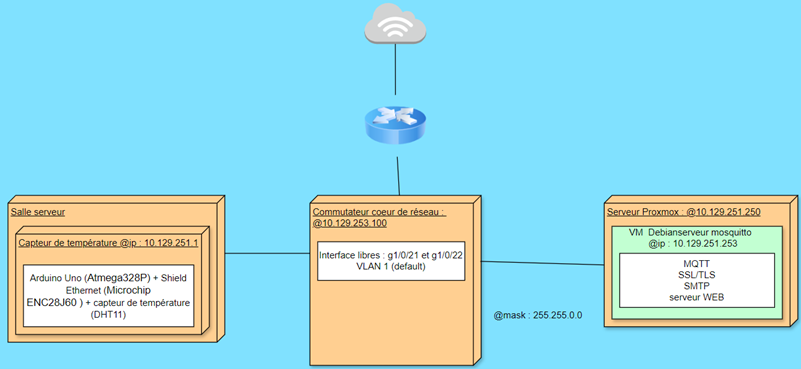 Salle serveur
Capteur de température @ip : 10.129.251.1
Arduino Uno (Atmega328P) + Shield
Ethernet (Microchip
ENC28J60 ) + capteur de température
(DHT11)
Commutateur coeur de réseau :
@10.129.253.100
Interface libres : g1/0/21 et g1/0/22
VLAN 1 (default)
@mask : 255.255.0.0
Serveur Proxmox : @10.129.251.250
VM Debianserveur mosquitto
@ip : 10.129.251.253
MQTT
SSL/TLS
SMTP
serveur WEB